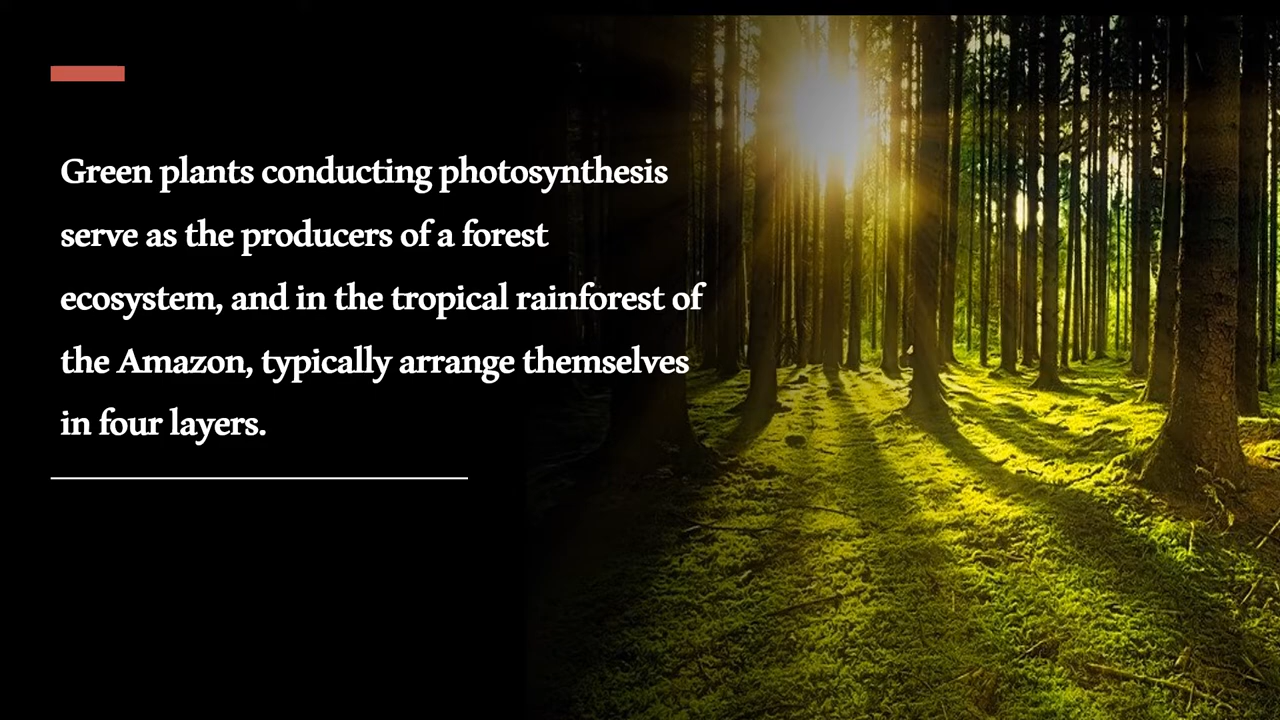 Green plants conducting photosynthesis
serve as the producers of a forest
ecosystem, and in the tropical rainforest of
the Amazon, typically arrange themselves
in four layers.